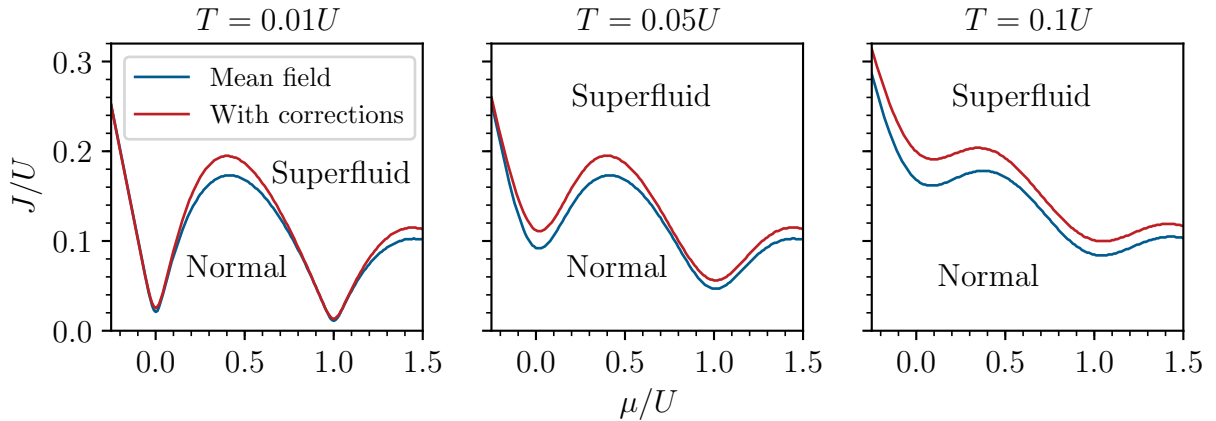 T = 0.01U
T = 0.05U
T = 0.1U
J/U
0.3
0.2
0.1
0.0
Mean field
With corrections
Superfluid
Normal
Superfluid
Normal
Superfluid
Normal
0.0 0.5 1.0 1.5
0.0 0.5 1.0 1.5
0.0 0.5 1.0 1.5
μ/U